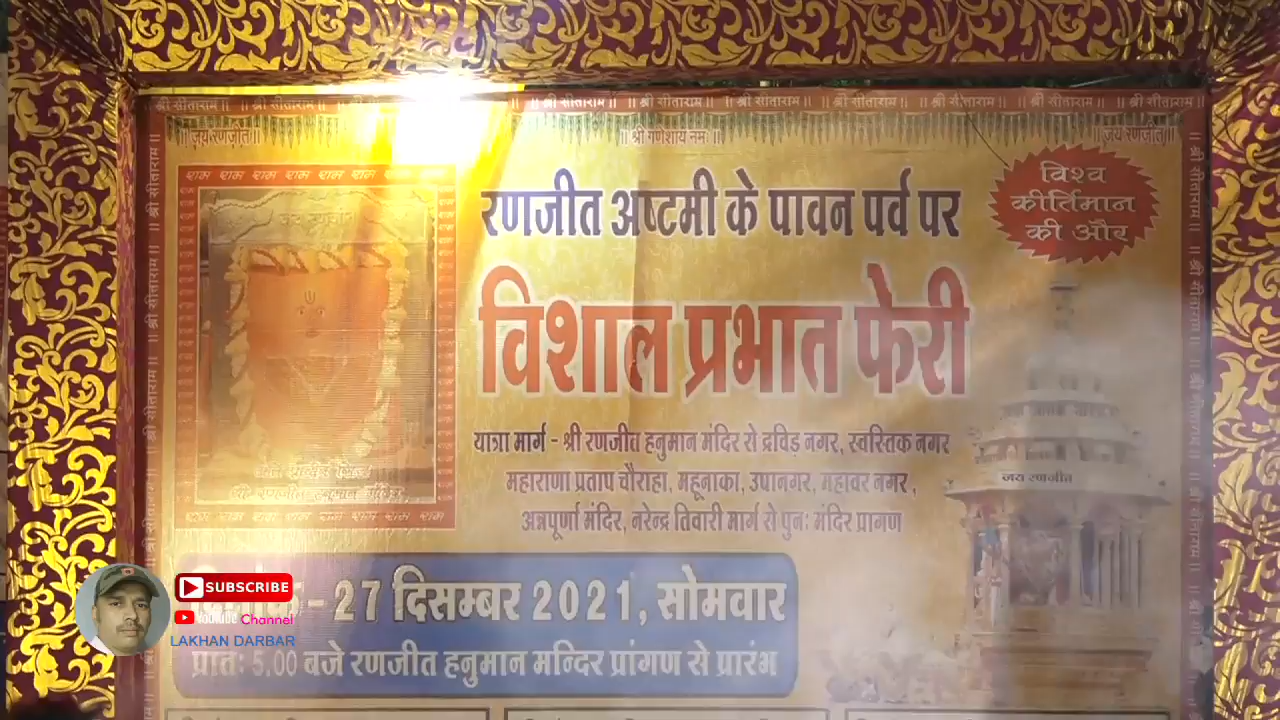 ॥ श्री सीताराम ॥ ॥ श्री सीताराम ॥ ॥ श्री सीताराम ॥ ॥ श्री सीताराम ॥ ॥ श्री सीताराम ॥ ॥ श्री सीताराम ॥ ॥ श्री सीताराम ॥
॥ जय रणजीत ॥ ॥ श्री गणेशाय नमः ॥ ॥ जय रणजीत ॥
राम राम राम राम राम राम राम राम
विश्व
कीर्तिमान
की और
रणजीत अष्टमी के पावन पर्व पर
विशाल प्रभात फेरी
यात्रा मार्ग - श्री रणजीत हनुमान मंदिर से द्रविड़ नगर, स्वस्तिक नगर
महाराणा प्रताप चौराहा, महूनाका, उषानगर, महावर नगर,
अन्नपूर्णा मंदिर, नरेन्द्र तिवारी मार्ग से पुनः मंदिर प्रागण
जय रणजीत
राम राम राम राम राम राम राम राम
दिनांक - 27 दिसम्बर 2021, सोमवार
प्रातः 5.00 बजे रणजीत हनुमान मन्दिर प्रांगण से प्रारंभ
SUBSCRIBE
YouTube Channel
LAKHAN DARBAR